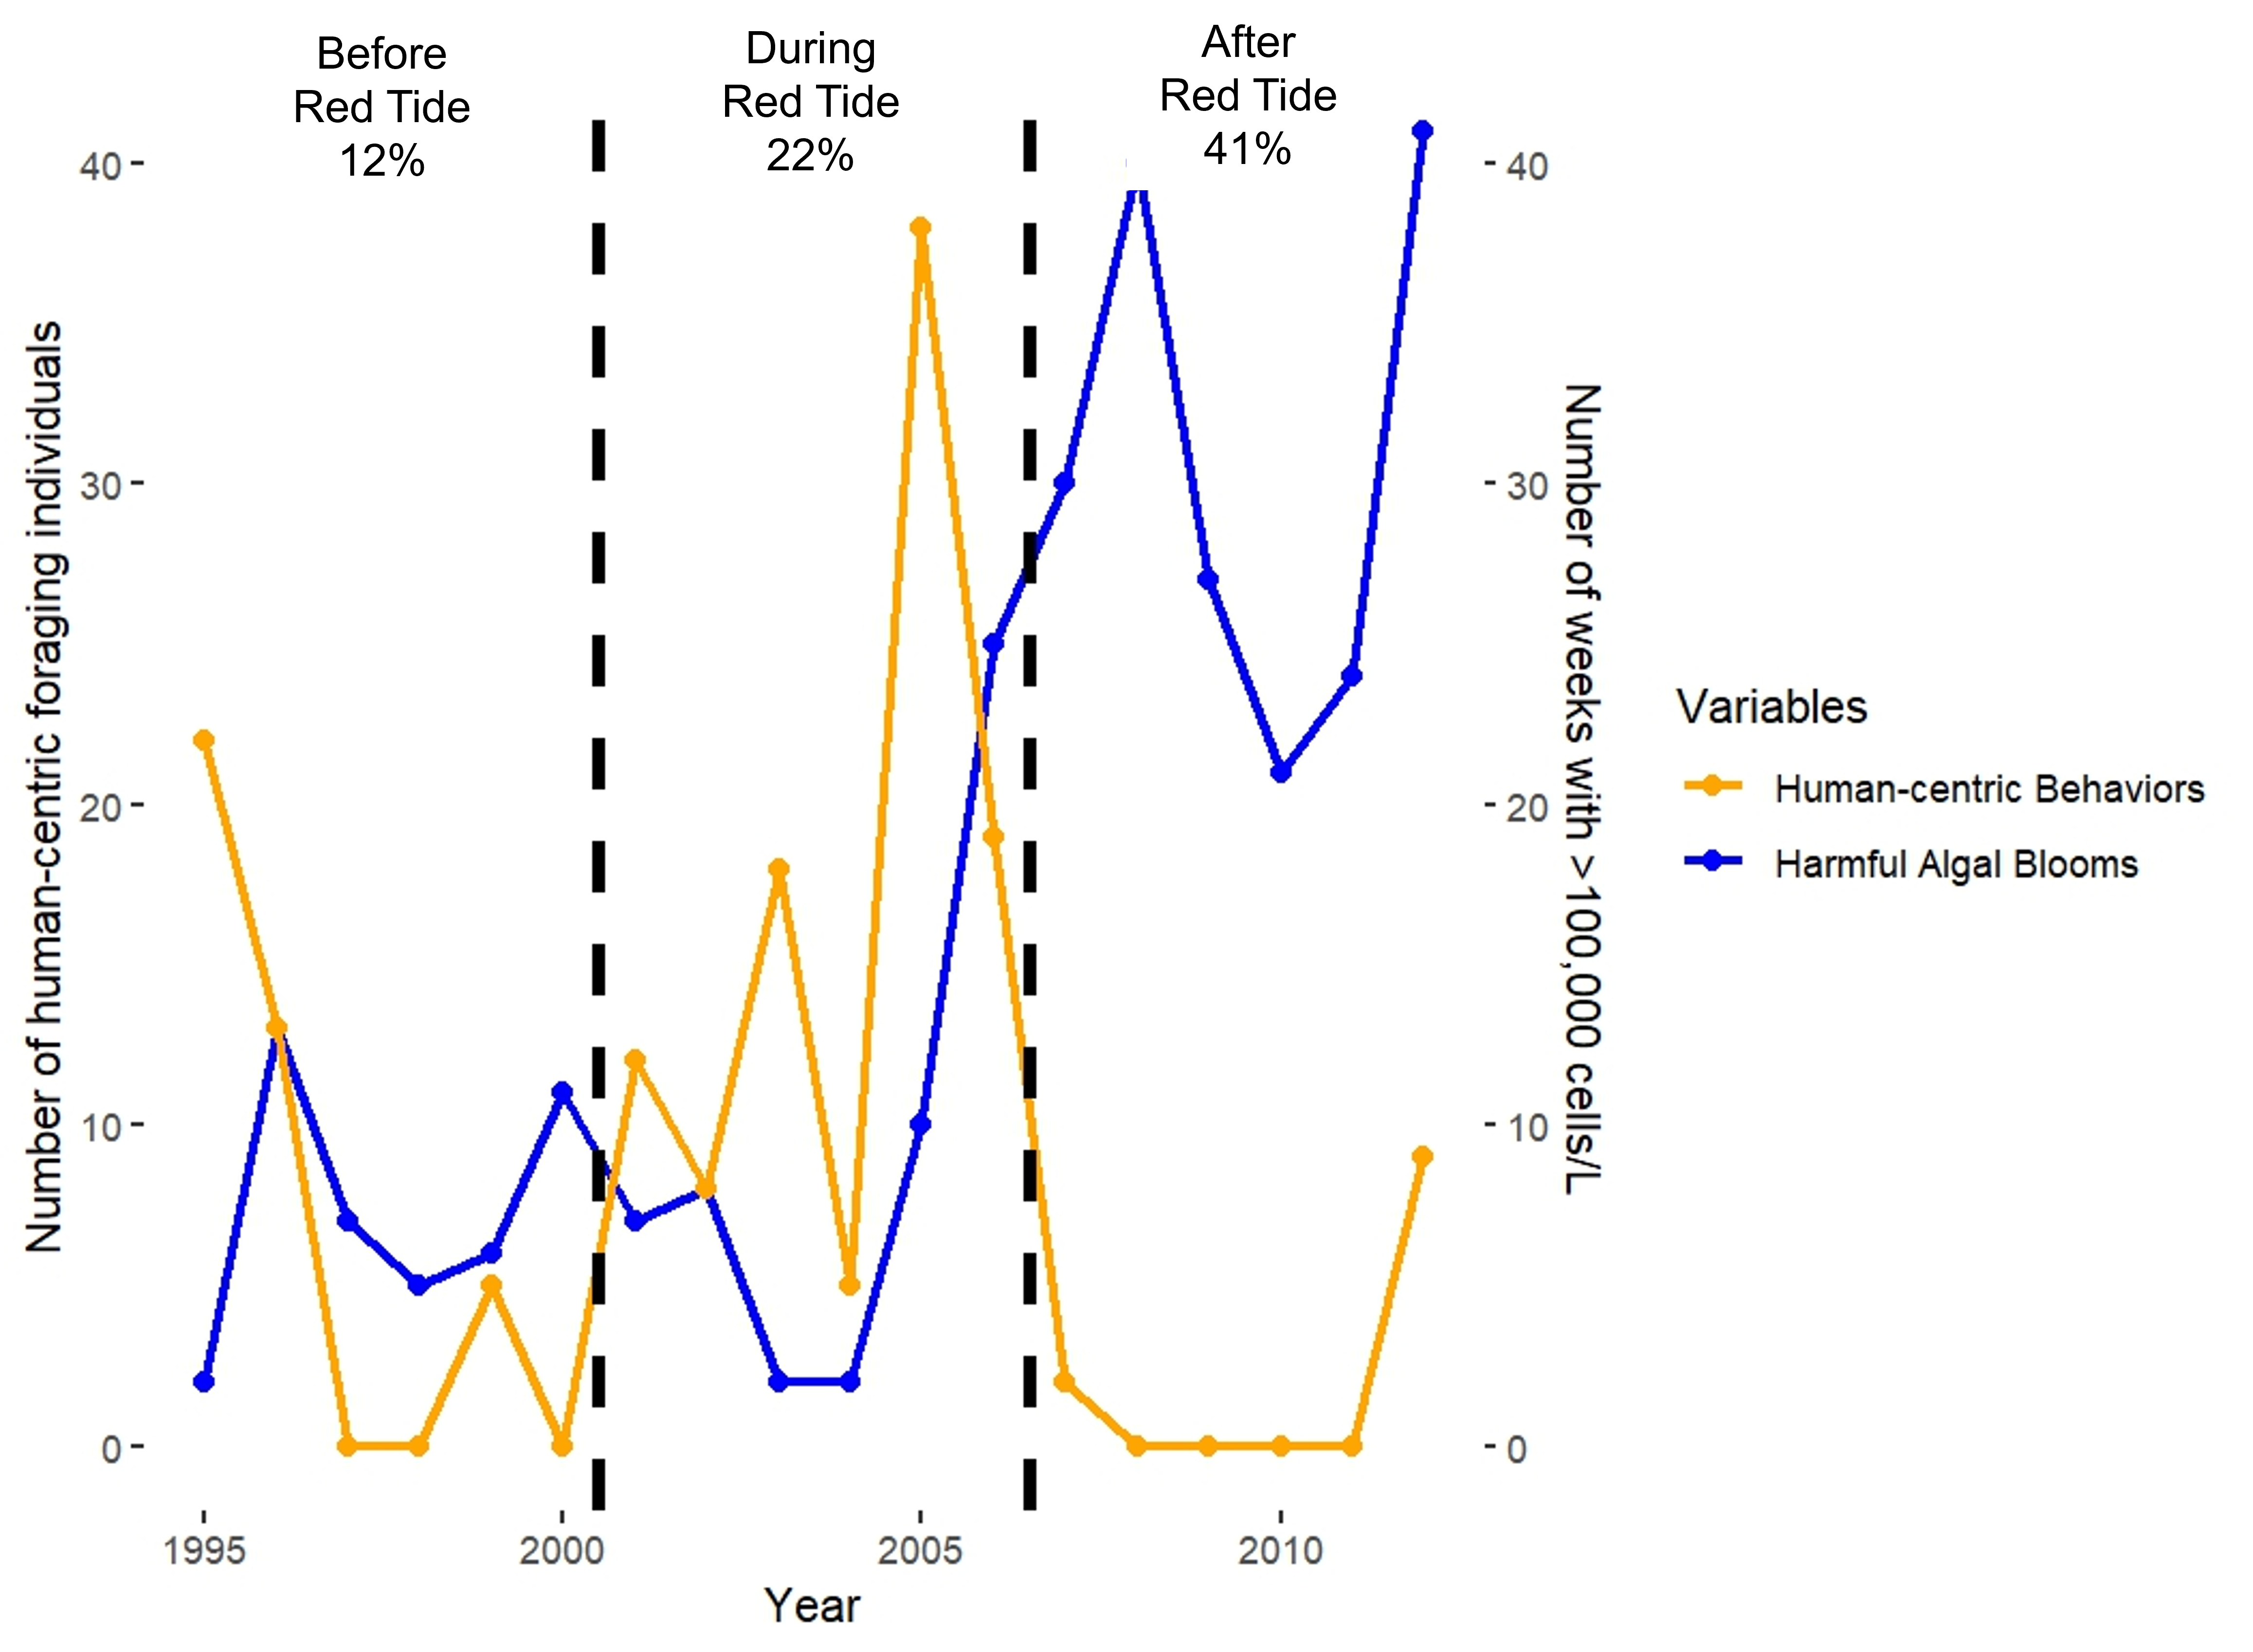 Before
Red Tide
12%
During
Red Tide
22%
After
Red Tide
41%
Number of human-centric foraging individuals
40
30
20
10
0
40
30
20
10
0
Number of weeks with >100,000 cells/L
1995
2000
2005
2010
Year
Variables
Human-centric Behaviors
Harmful Algal Blooms